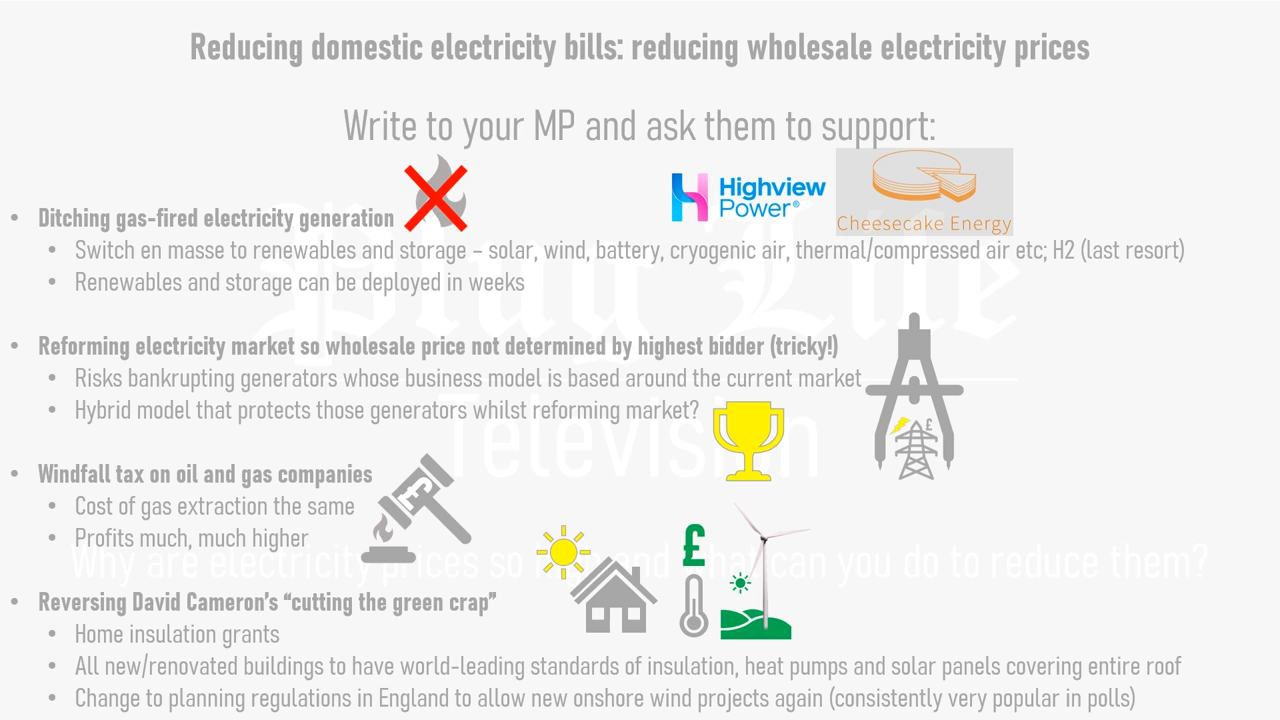 Reducing domestic electricity bills: reducing wholesale electricity prices
Write to your MP and ask them to support:
Highview
Power®
Cheesecake Energy
• Ditching gas-fired electricity generation
• Switch en masse to renewables and storage – solar, wind, battery, cryogenic air, thermal/compressed air etc; H2 (last resort)
• Renewables and storage can be deployed in weeks
Plug Life
• Reforming electricity market so wholesale price not determined by highest bidder (tricky!)
• Risks bankrupting generators whose business model is based around the current market
• Hybrid model that protects those generators whilst reforming market?
Television
£
• Windfall tax on oil and gas companies
• Cost of gas extraction the same
• Profits much, much higher
£
£
Why are electricity prices so high and what can you do to reduce them?
• Reversing David Cameron’s “cutting the green crap”
• Home insulation grants
• All new/renovated buildings to have world-leading standards of insulation, heat pumps and solar panels covering entire roof
• Change to planning regulations in England to allow new onshore wind projects again (consistently very popular in polls)